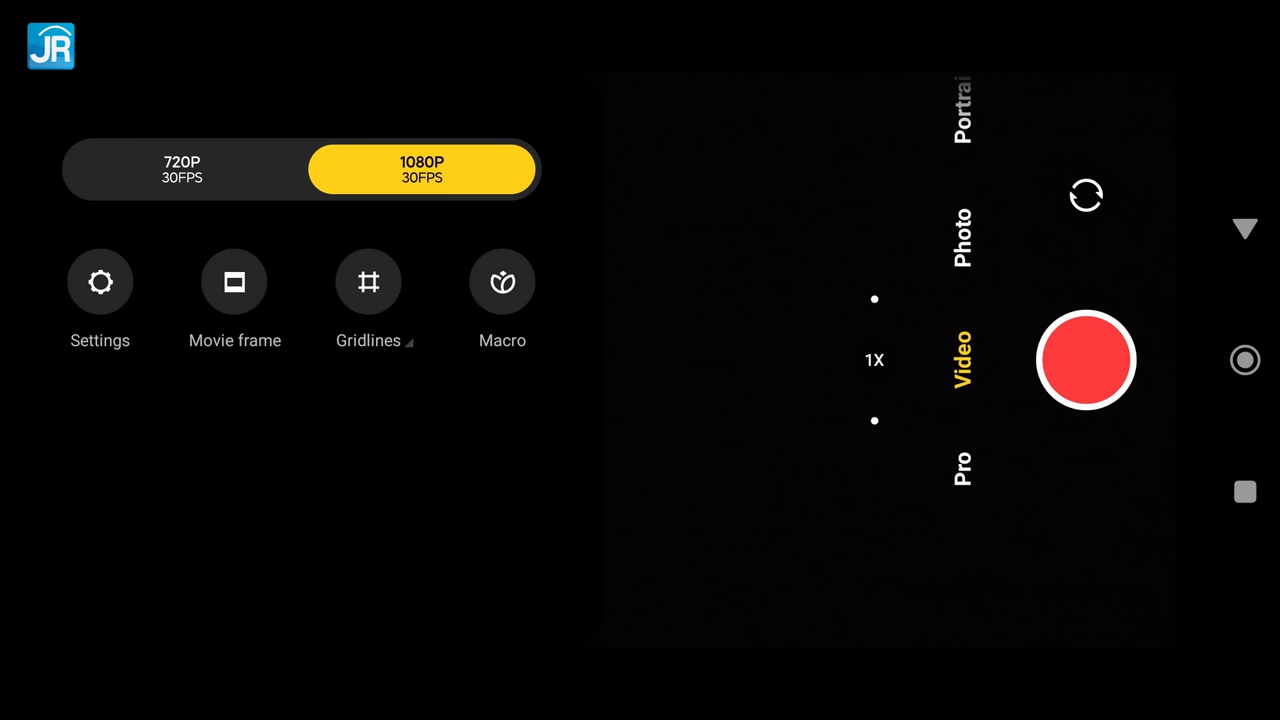 JR
720P
30FPS
1080P
30FPS
Settings
Movie frame
Gridlines
Macro
1X
Portrai
Photo
Video
Pro